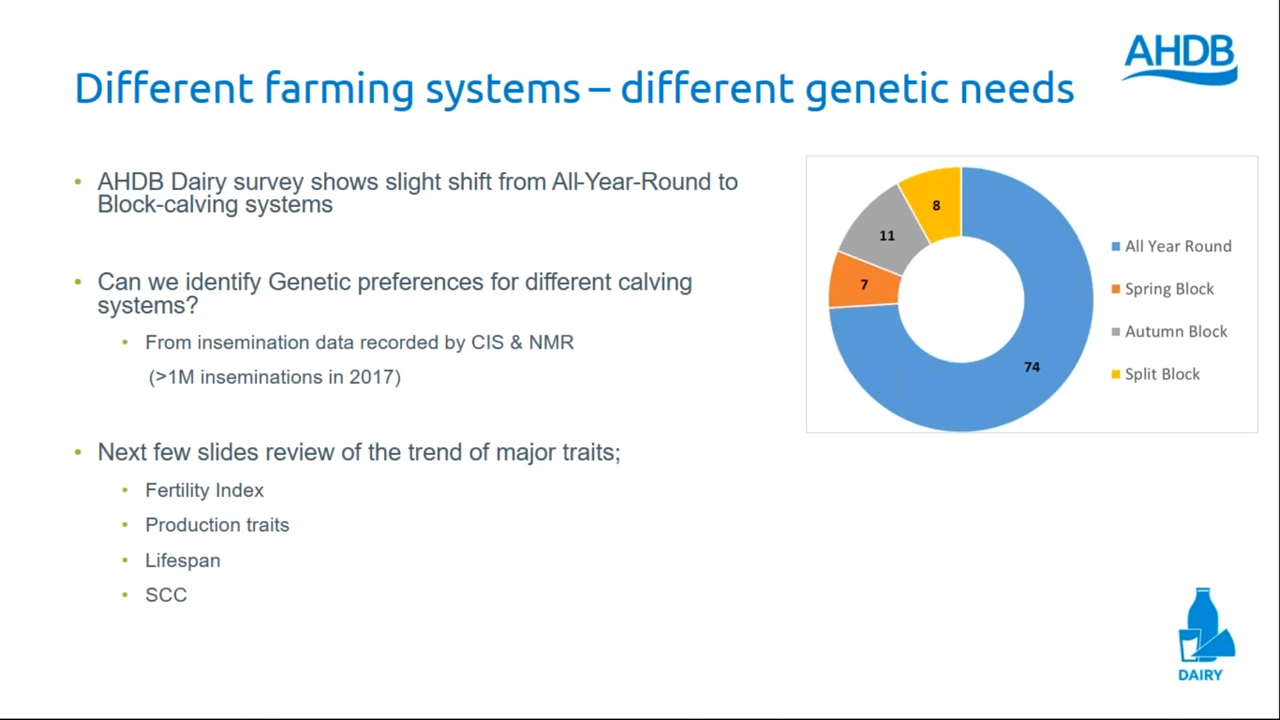 AHDB
Different farming systems – different genetic needs
• AHDB Dairy survey shows slight shift from All-Year-Round to
Block-calving systems
• Can we identify Genetic preferences for different calving
systems?
• From insemination data recorded by CIS & NMR
(>1M inseminations in 2017)
• Next few slides review of the trend of major traits;
• Fertility Index
• Production traits
• Lifespan
• SCC
8
11
7
74
All Year Round
Spring Block
Autumn Block
Split Block
DAIRY